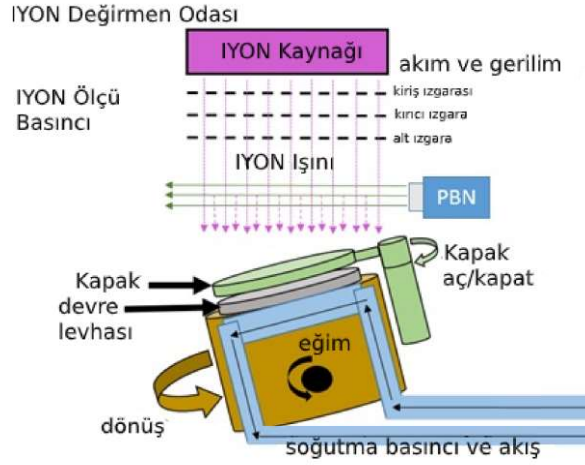 IYON Değirmen Odası
IYON Kaynağı
akım ve gerilim
IYON Ölçü
Basıncı
kiriş ızgarası
kırıcı ızgara
alt ızgara
IYON Işını
PBN
Kapak
aç/kapat
Kapak
devre
levhası
eğim
dönüş
soğutma basıncı ve akış